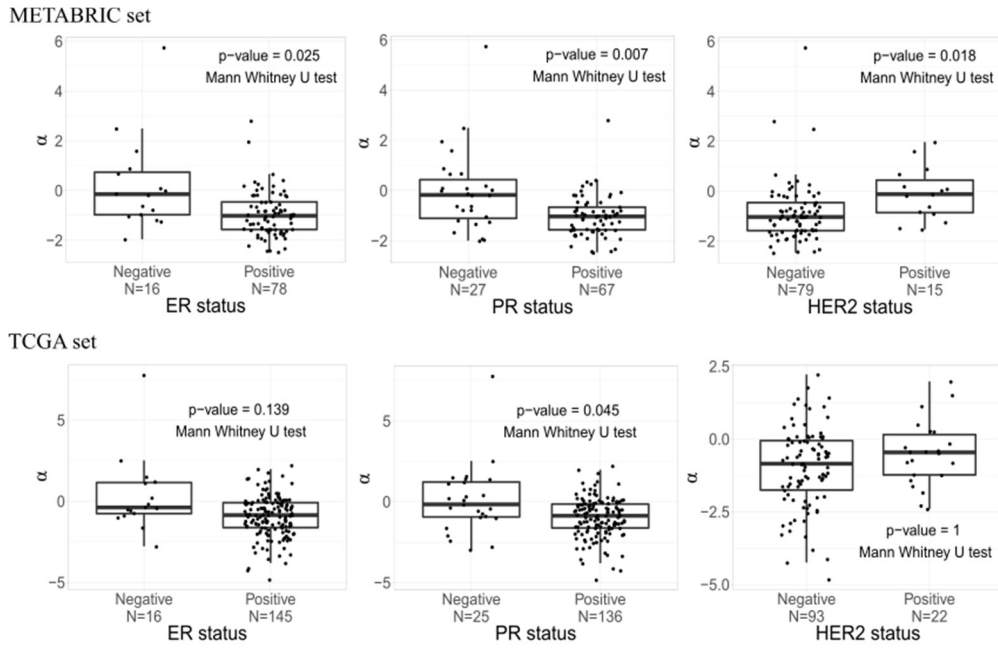 METABRIC set
6
4
2
0
−2
α
p-value = 0.025
Mann Whitney U test
Negative
N=16
Positive
N=78
ER status
6
4
2
0
−2
α
p-value = 0.007
Mann Whitney U test
Negative
N=27
Positive
N=67
PR status
6
4
2
0
−2
α
p-value = 0.018
Mann Whitney U test
Negative
N=79
Positive
N=15
HER2 status
TCGA set
5
0
−5
α
p-value = 0.139
Mann Whitney U test
Negative
N=16
Positive
N=145
ER status
5
0
−5
α
p-value = 0.045
Mann Whitney U test
Negative
N=25
Positive
N=136
PR status
2.5
0.0
−2.5
−5.0
α
p-value = 1
Mann Whitney U test
Negative
N=93
Positive
N=22
HER2 status